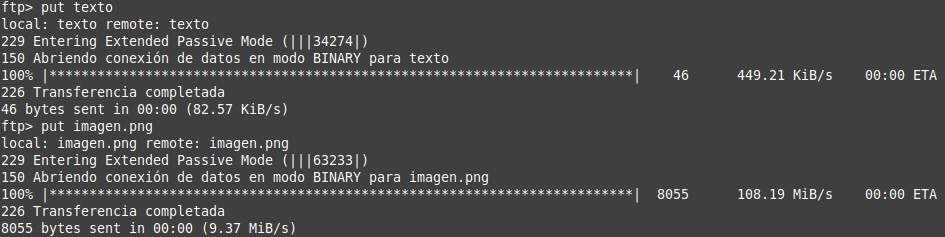 ftp> put texto
local: texto remote: texto
229 Entering Extended Passive Mode (|||34274|)
150 Abriendo conexión de datos en modo BINARY para texto
100% |*************************************************************************| 46 449.21 KiB/s 00:00 ETA
226 Transferencia completada
46 bytes sent in 00:00 (82.57 KiB/s)
ftp> put imagen.png
local: imagen.png remote: imagen.png
229 Entering Extended Passive Mode (|||63233|)
150 Abriendo conexión de datos en modo BINARY para imagen.png
100% |*************************************************************************| 8055 108.19 MiB/s 00:00 ETA
226 Transferencia completada
8055 bytes sent in 00:00 (9.37 MiB/s)